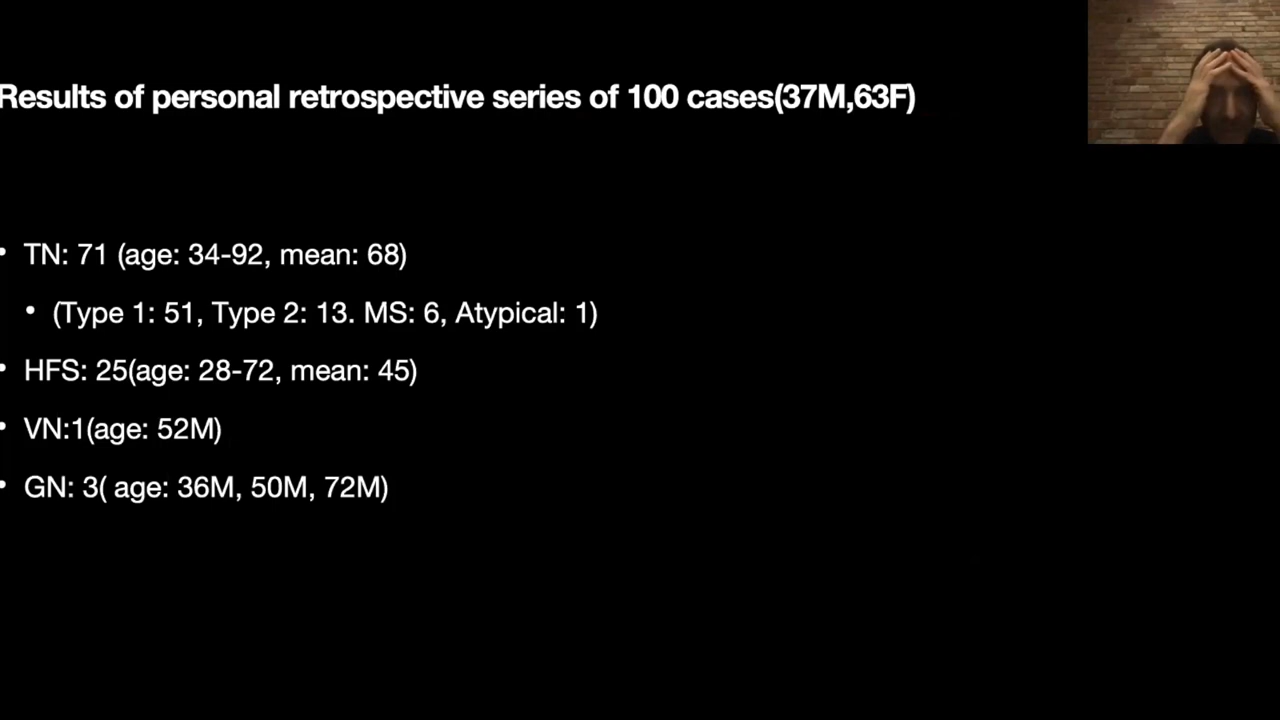 Results of personal retrospective series of 100 cases(37M,63F)
• TN: 71 (age: 34-92, mean: 68)
• (Type 1: 51, Type 2: 13. MS: 6, Atypical: 1)
• HFS: 25(age: 28-72, mean: 45)
• VN:1(age: 52M)
• GN: 3( age: 36M, 50M, 72M)